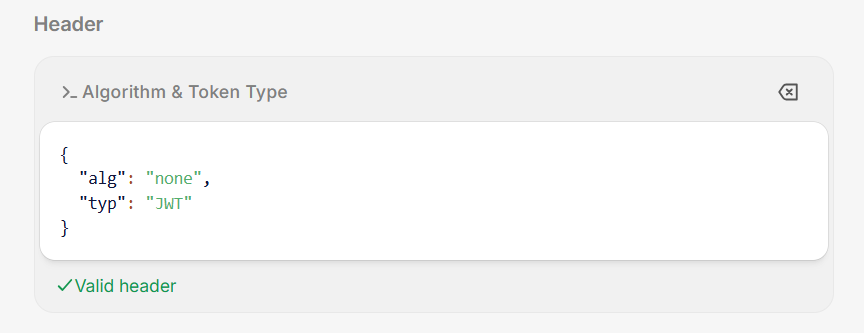 Header
Algorithm & Token Type
{
  "alg": "none",
  "typ": "JWT"
}
Valid header